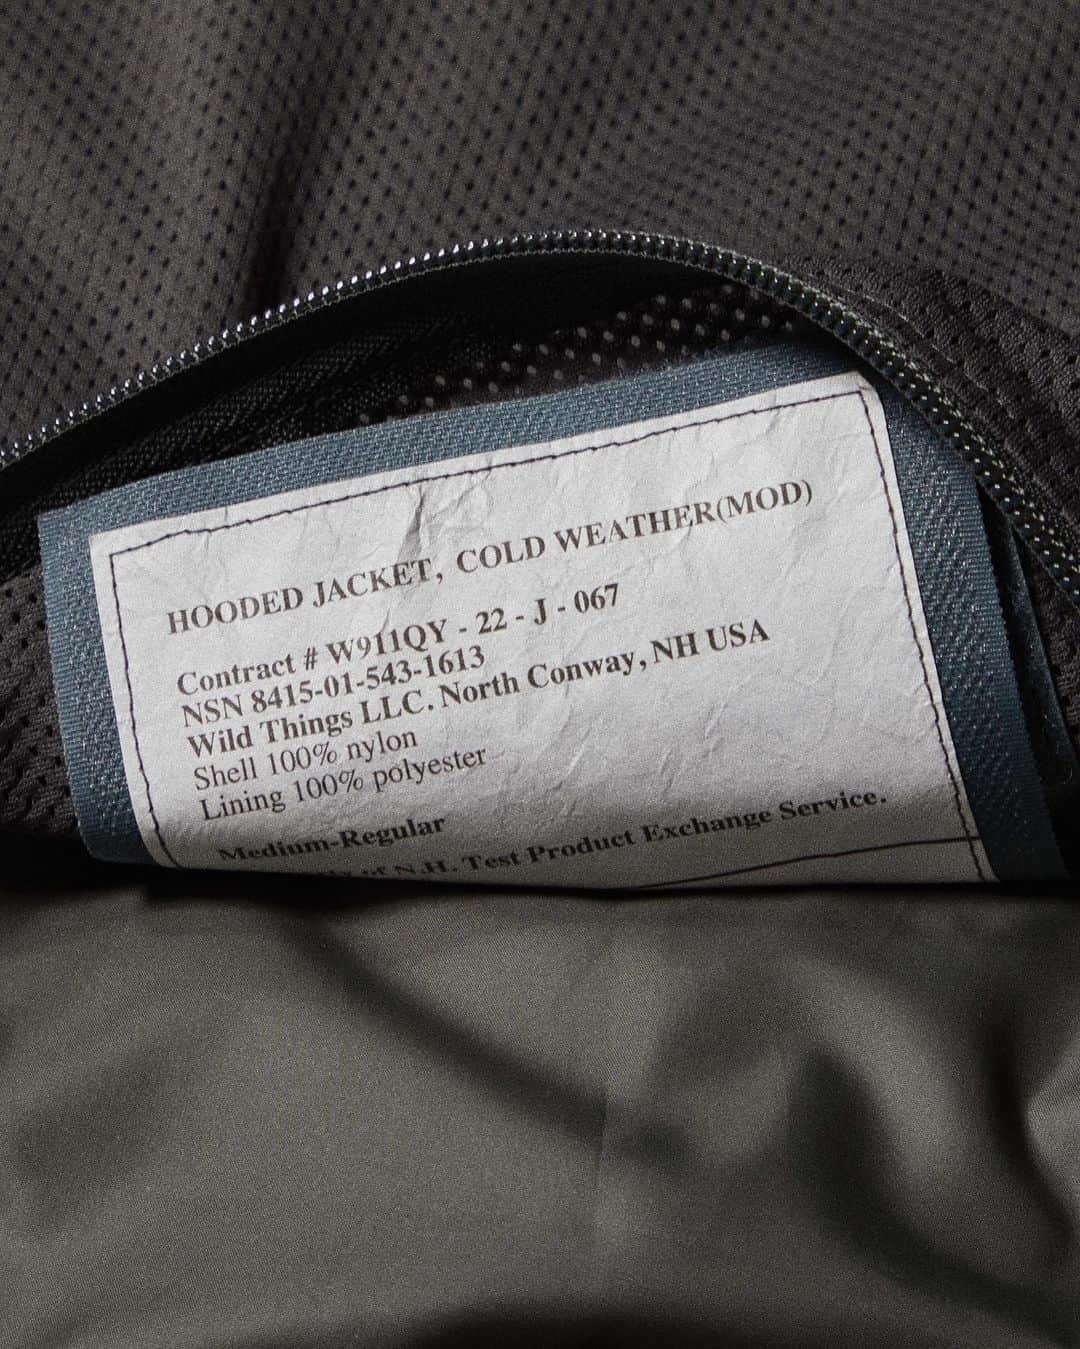 HOODED JACKET, COLD WEATHER(MOD)
Contract # W911QY - 22 - J - 067
NSN 8415-01-543-1613
Wild Things LLC. North Conway, NH USA
Shell 100% nylon
Lining 100% polyester
Medium-Regular
of N.H. Test Product Exchange Service.